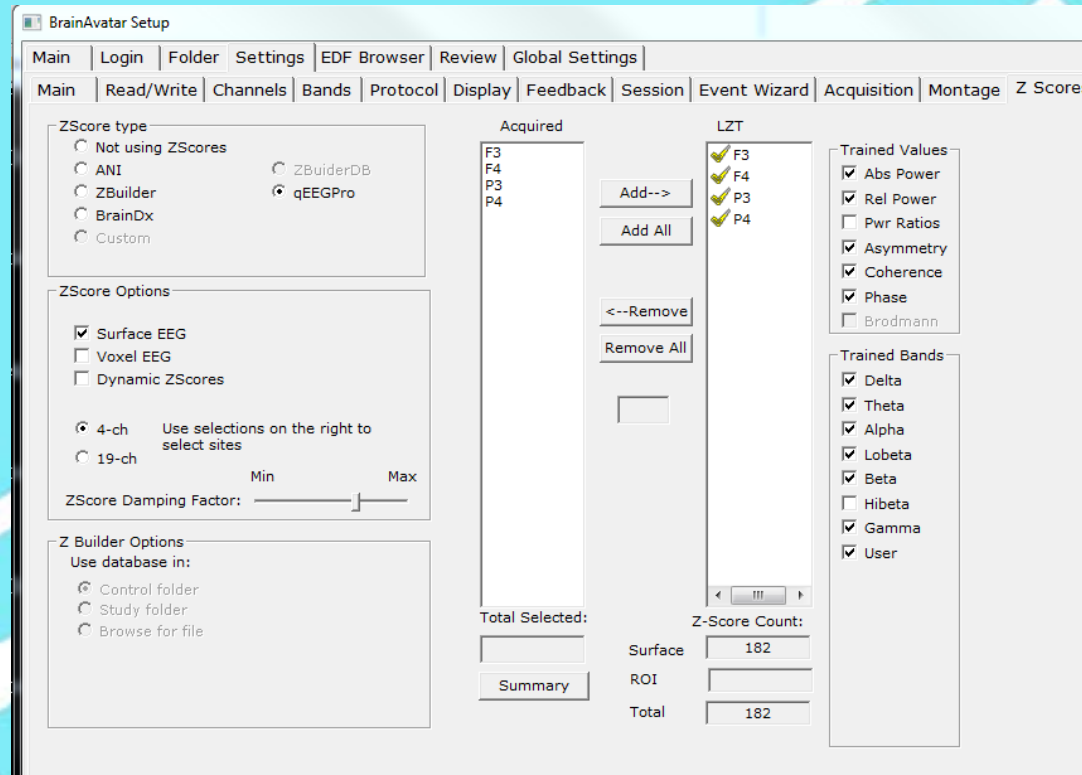 BrainAvatar Setup
Main Login Folder Settings EDF Browser Review Global Settings
Main Read/Write Channels Bands Protocol Display Feedback Session Event Wizard Acquisition Montage Z Score
ZScore type
Not using ZScores
ANI
ZBuiderDB
ZBuilder
qEEGPro
BrainDx
Custom
ZScore Options
Surface EEG
Voxel EEG
Dynamic ZScores
4-ch
Use selections on the right to
select sites
19-ch
Min Max
ZScore Damping Factor:
Z Builder Options
Use database in:
Control folder
Study folder
Browse for file
Acquired
F3
F4
P3
P4
Total Selected:
Summary
Add-->
Add All
<--Remove
Remove All
LZT
F3
F4
P3
P4
Z-Score Count:
Surface 182
ROI
Total 182
Trained Values
Abs Power
Rel Power
Pwr Ratios
Asymmetry
Coherence
Phase
Brodmann
Trained Bands
Delta
Theta
Alpha
Lobeta
Beta
Hibeta
Gamma
User